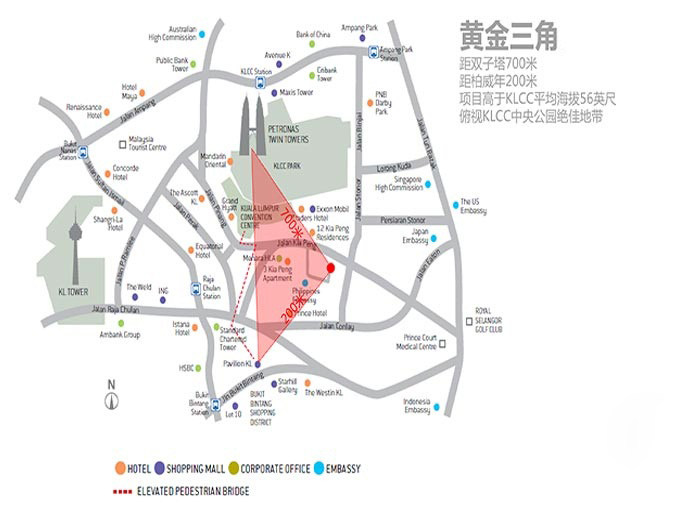 黄金三角
距双子塔700米
距柏威年200米
项目高于KLCC平均海拔56英尺
俯视KLCC中央公园绝佳地带
Australian
High Commission
Bank of China
Ampang Park
Avenue K
Ampang Park
Station
Public Bank
Tower
KLCC Station
Citibank
Tower
Maxis Tower
Hotel
Maya
PNB
Darby
Park
Renaissance
Hotel
Jalan Ampang
PETRONAS
TWIN TOWERS
Jalan Binjai
Jalan Tun Razak
Malaysia
Tourist Centre
Bukit
Nanas
Station
Mandarin
Oriental
KLCC PARK
Lorong Kuda
Concorde
Hotel
Jalan Sultan Ismail
Singapore
High Commission
Jalan Stonor
The Ascott
KL
Grand
Hyatt
KUALA LUMPUR
CONVENTION
CENTRE
Jalan Pinang
Jalan Perak
700米
Exxon Mobil
Traders Hotel
The US
Embassy
Shangri-La
Hotel
Persiaran Stonor
12 Kia Peng
Residences
Japan
Embassy
Jalan Kia Peng
Jalan P.Ramlee
Equatorial
Hotel
Menara HLA
3 Kia Peng
Apartment
Jalan Eaton
KL TOWER
Raja
Chulan
Station
The Weld
ING
Philippines
Embassy
200米
Prince Hotel
Jalan Raja Chulan
Jalan Conlay
ROYAL
SELANGOR
GOLF CLUB
Ambank Group
Istana
Hotel
Standard
Chartered
Tower
Prince Court
Medical Centre
Pavilion KL
HSBC
Jln Bukit Bintang
Starhill
Gallery
The Westin KL
N
Bukit
Bintang
Station
Lot 10
BUKIT
BINTANG
SHOPPING
DISTRICT
Indonesia
Embassy
HOTEL SHOPPING MALL CORPORATE OFFICE EMBASSY
ELEVATED PEDESTRIAN BRIDGE